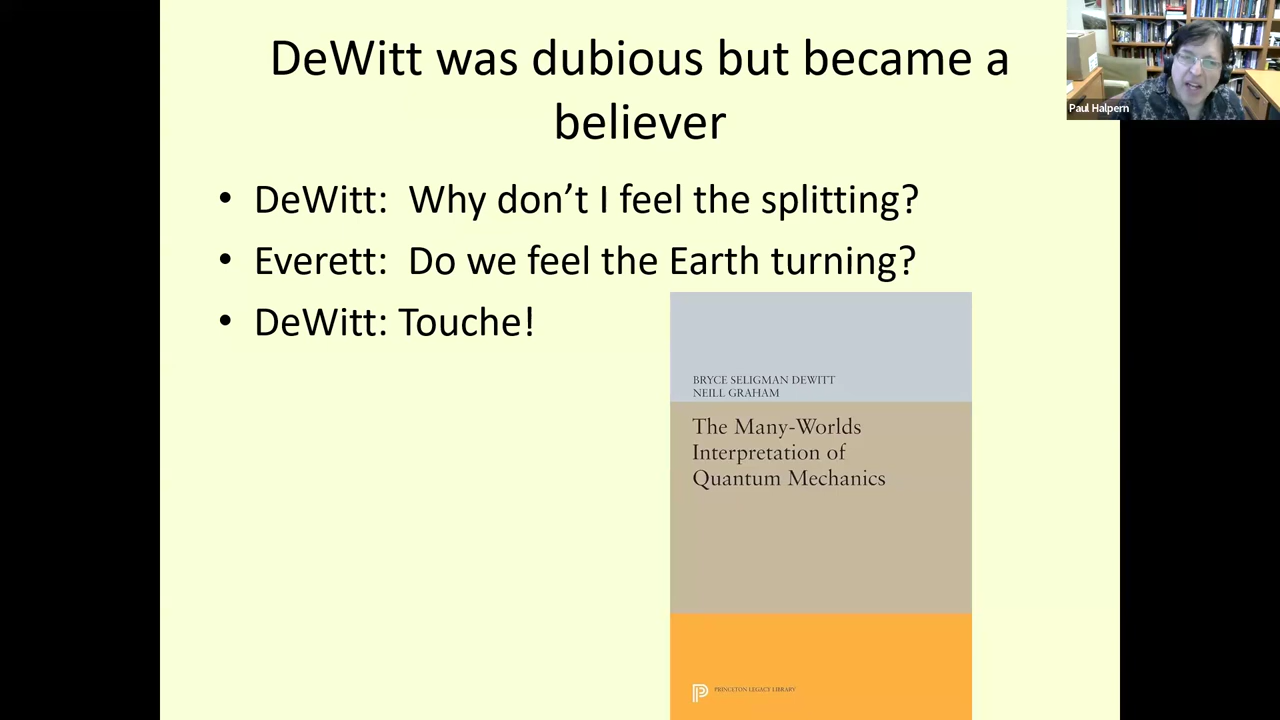 DeWitt was dubious but became a
believer
• DeWitt:  Why don’t I feel the splitting?
• Everett:  Do we feel the Earth turning?
• DeWitt: Touche!
BRYCE SELIGMAN DEWITT
NEILL GRAHAM
The Many-Worlds
Interpretation of
Quantum Mechanics
PRINCETON LEGACY LIBRARY
Paul Halpern